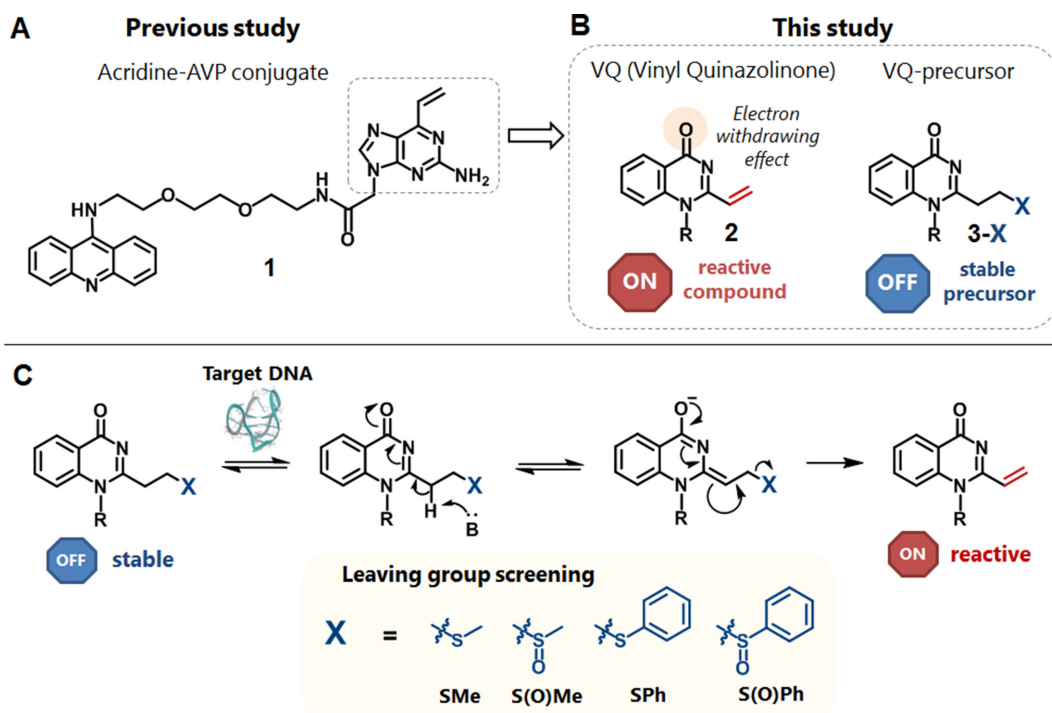 A
Previous study
Acridine-AVP conjugate
N
N
N
N
NH2
HN
O
O
H
N
O
N
1
B
This study
VQ (Vinyl Quinazolinone)
VQ-precursor
O
Electron
withdrawing
effect
N
N
R
2
O
N
N
X
R
3-X
ON
reactive
compound
OFF
stable
precursor
C
Target DNA
O
N
N
X
R
O
N
N
X
H
R
B
O−
N
N
X
R
O
N
N
R
OFF
stable
ON
reactive
Leaving group screening
X =
S
S
O
S
S
O
SMe
S(O)Me
SPh
S(O)Ph